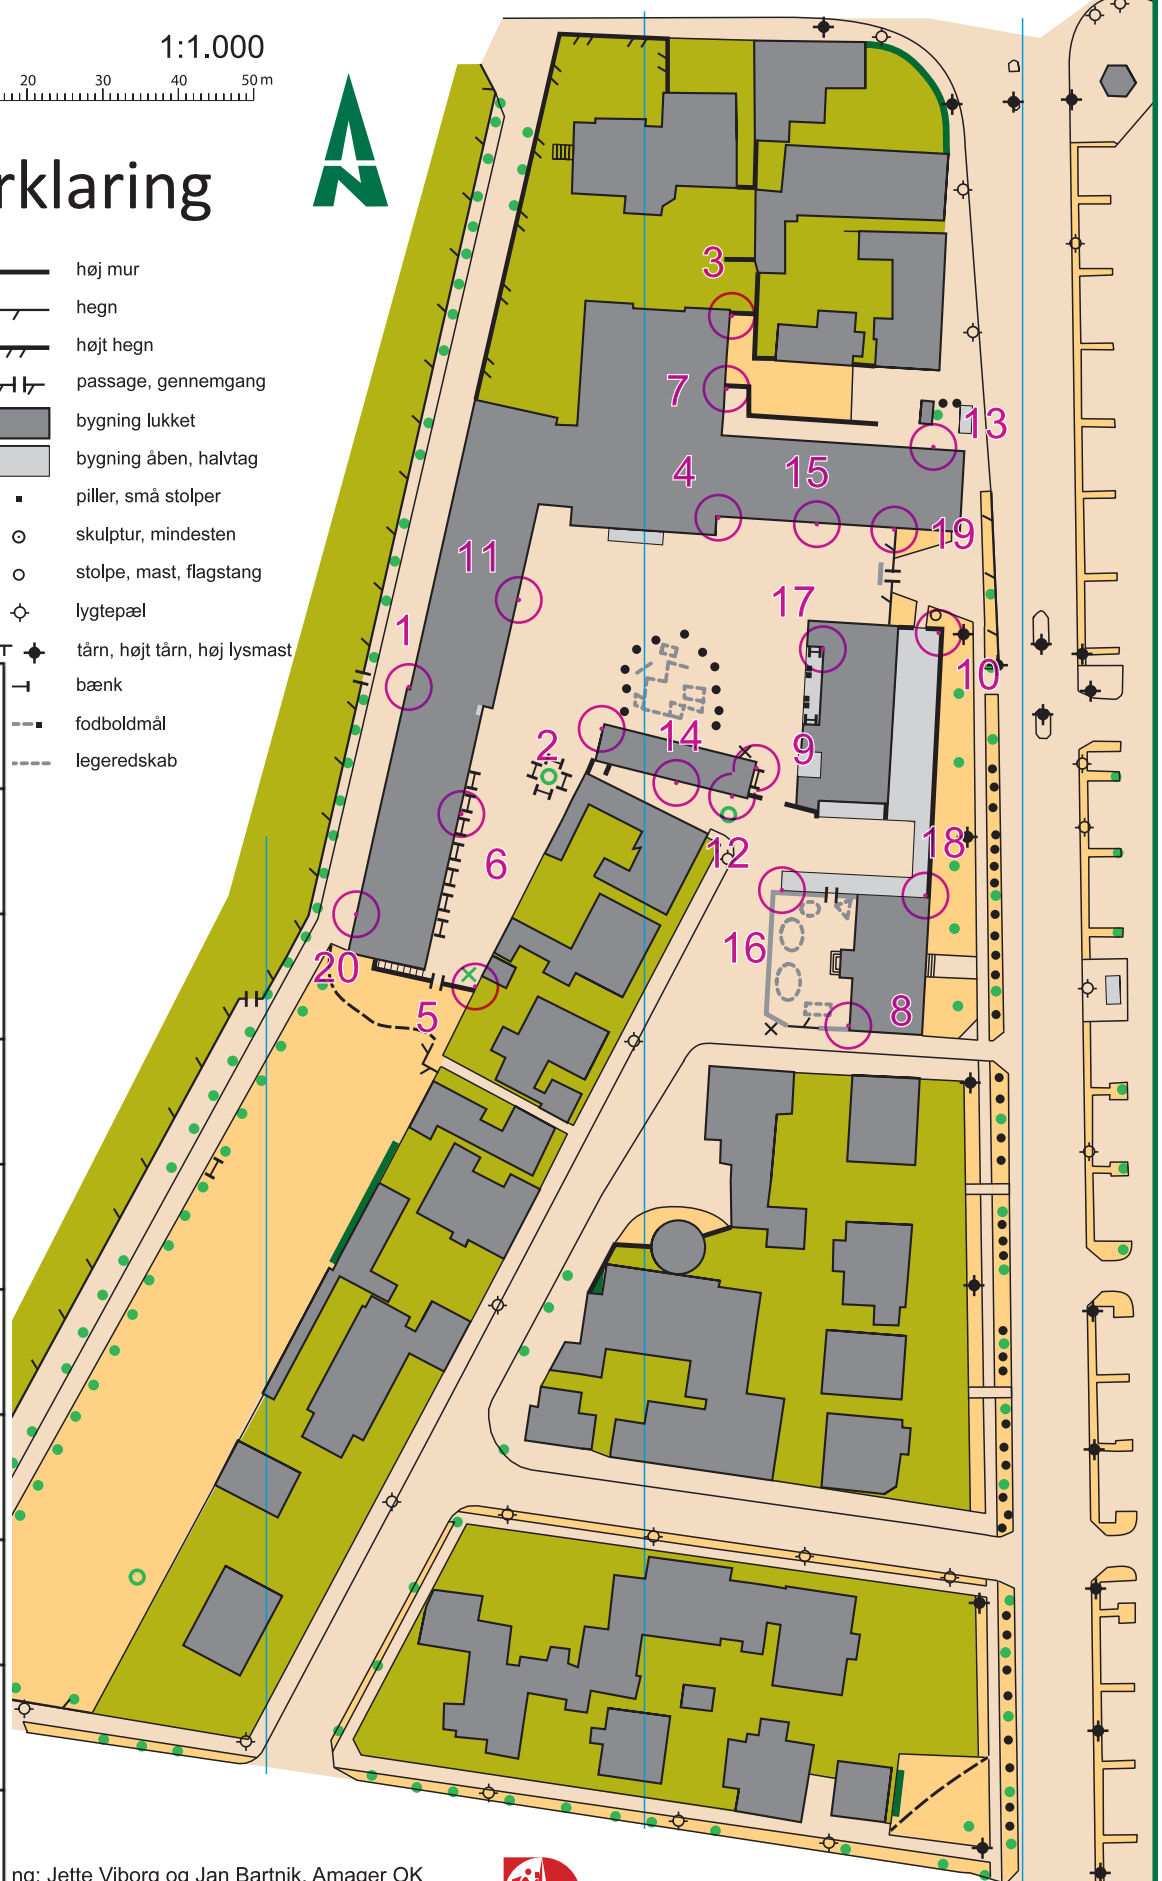 1:1.000
20 30 40 50 m
rklaring
høj mur
hegn
højt hegn
passage, gennemgang
bygning lukket
bygning åben, halvtag
piller, små stolper
skulptur, mindesten
stolpe, mast, flagstang
lygtepæl
tårn, højt tårn, høj lysmast
bænk
fodboldmål
legeredskab
N
3
7
13
4
15
19
11
17
1
10
2
14
9
6
12
18
16
20
5
8
ng: Jette Viborg og Jan Bartnik, Amager OK